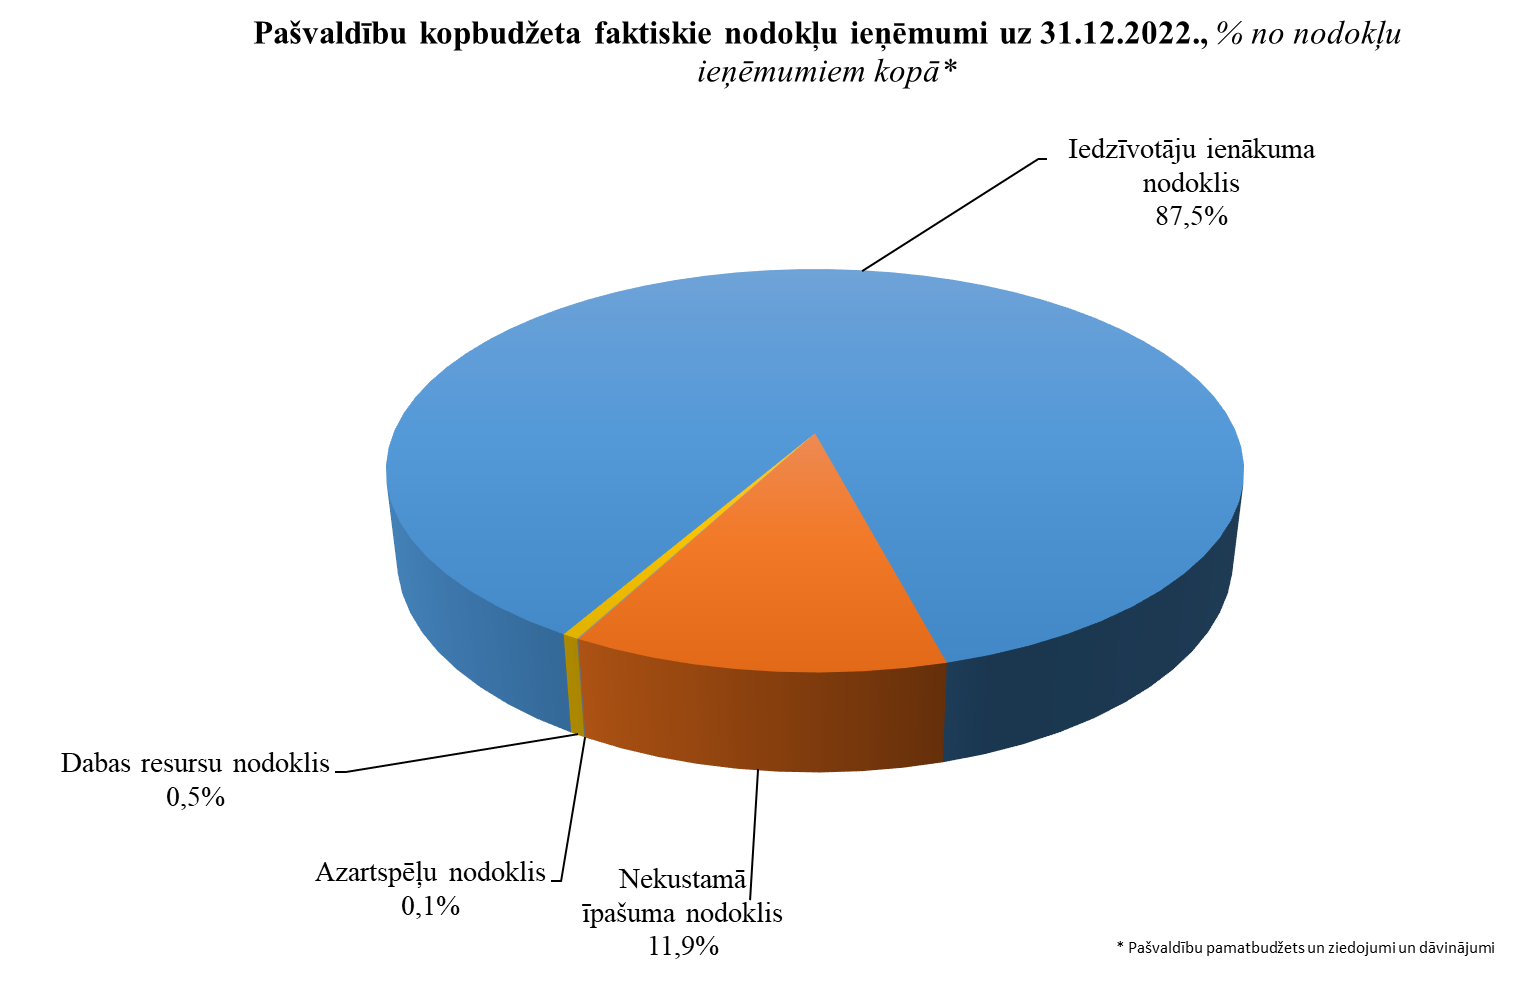 Pašvaldību kopbudžeta faktiskie nodokļu ieņēmumi uz 31.12.2022., % no nodokļu
ieņēmumiem kopā*
Iedzīvotāju ienākuma
nodoklis
87,5%
Dabas resursu nodoklis
0,5%
Azartspēļu nodoklis
0,1%
Nekustamā
īpašuma nodoklis
11,9%
* Pašvaldību pamatbudžets un ziedojumi un dāvinājumi